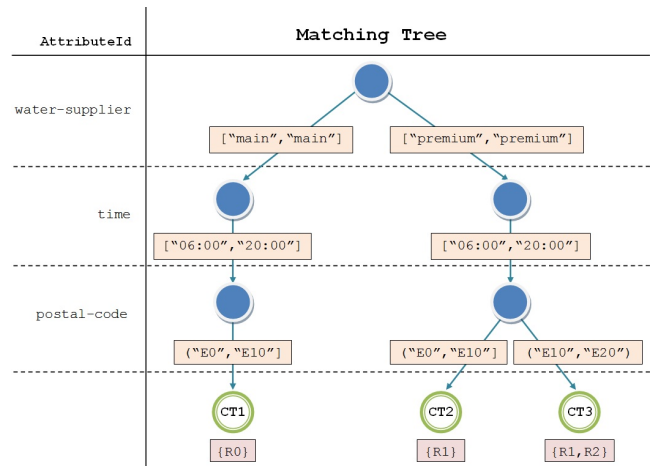 Matching Tree
AttributeId
water-supplier
[“main”,“main”] [“premium”,“premium”]
time
[“06:00”,“20:00”] [“06:00”,“20:00”]
postal-code
(“E0”,“E10”] (“E0”,“E10”] (“E10”,“E20”)
CT1 CT2 CT3
{R0} {R1} {R1,R2}